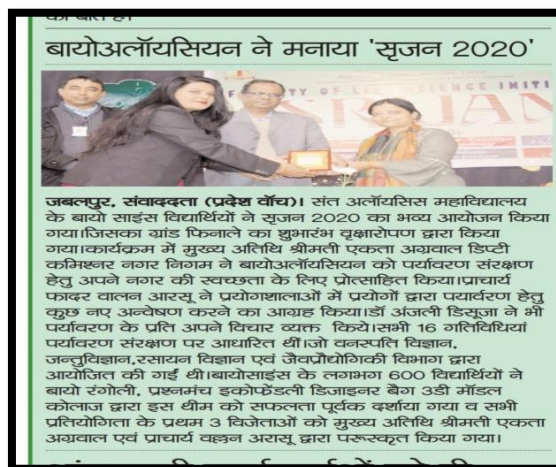 बायोअलॉयसियन ने मनाया 'सृजन 2020'
SRIJAN
जबलपुर, संवाददता (प्रदेश वॉच)। संत अलॉयसिस महाविद्यालय
के बायो साइंस विद्यार्थियों ने सृजन 2020 का भव्य आयोजन किया
गया।जिसका ग्रांड फिनाले का शुभारंभ वृक्षारोपण द्वारा किया
गया।कार्यक्रम में मुख्य अतिथि श्रीमती एकता अग्रवाल डिप्टी
कमिश्नर नगर निगम ने बायोअलॉयसियन को पर्यावरण संरक्षण
हेतु अपने नगर की स्वच्छता के लिए प्रोत्साहित किया।प्राचार्य
फादर वालन आरसू ने प्रयोगशालाओं में प्रयोगों द्वारा पयार्वरण हेतु
कुछ नए अन्वेषण करने का आग्रह किया।डॉ अंजली डिसूजा ने भी
पर्यावरण के प्रति अपने विचार व्यक्त किये।सभी 16 गतिविधियां
पर्यावरण संरक्षण पर आधारित थीं।जो वनस्पति विज्ञान,
जन्तुविज्ञान,रसायन विज्ञान एवं जैवप्रौद्योगिकी विभाग द्वारा
आयोजित की गईं थी।बायोसाइंस के लगभग 600 विद्यार्थियों ने
बायो रंगोली, प्रश्नमंच इकोफेंडली डिजाइनर बैग 3डी मॉडल
कोलाज द्वारा इस थीम को सफलता पूर्वक दर्शाया गया व सभी
प्रतियोगिता के प्रथम 3 विजेताओं को मुख्य अतिथि श्रीमती एकता
अग्रवाल एवं प्राचार्य वल्लन अरासू द्वारा परूस्कृत किया गया।